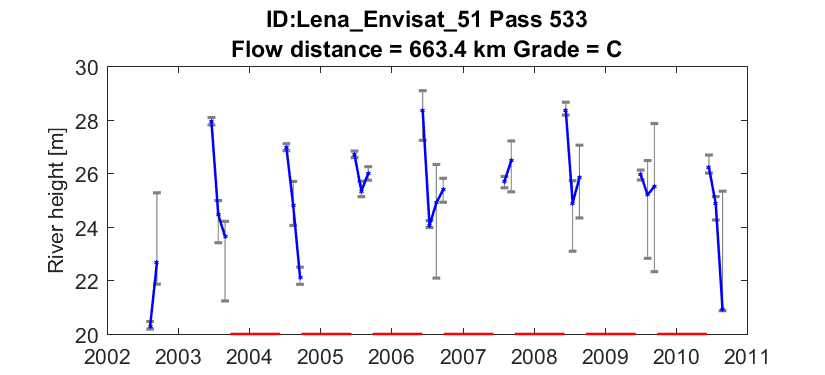 ID:Lena_Envisat_51 Pass 533
Flow distance = 663.4 km Grade = C
River height [m]
30
28
26
24
22
20
2002 2003 2004 2005 2006 2007 2008 2009 2010 2011